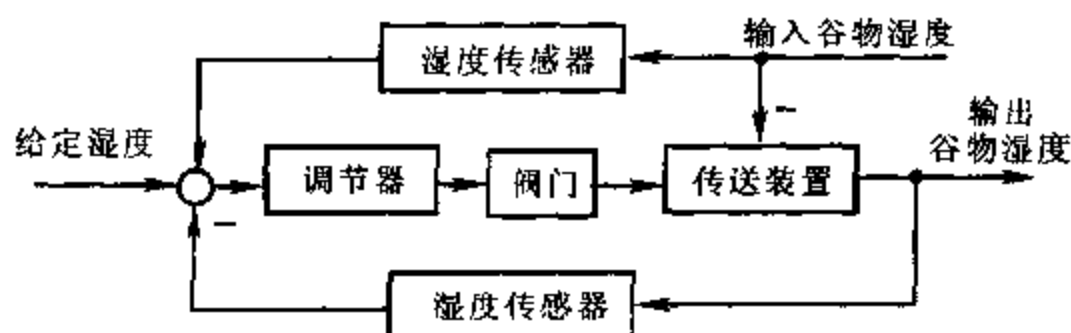 输入谷物湿度
湿度传感器
输出
谷物湿度
给定湿度
调节器
阀门
传送装置
湿度传感器